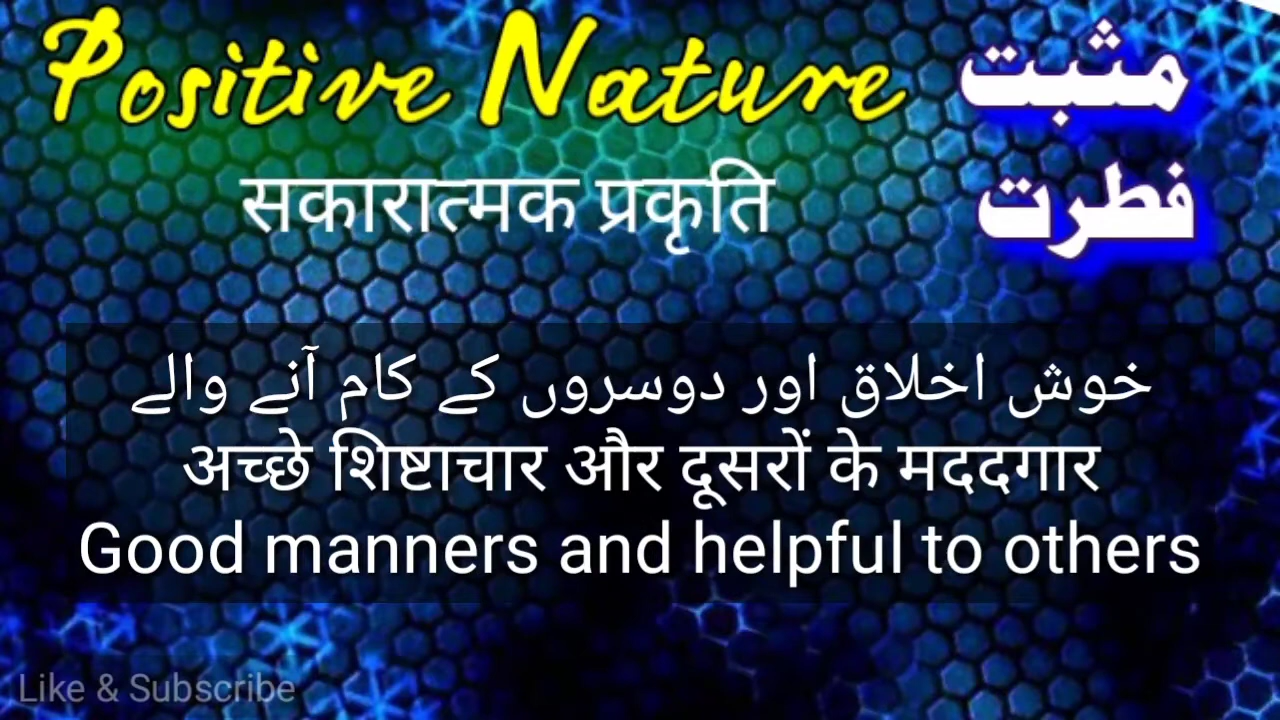 Positive Nature
مثبت
فطرت
सकारात्मक प्रकृति
خوش اخلاق اور دوسروں کے کام آنے والے
अच्छे शिष्टाचार और दूसरों के मददगार
Good manners and helpful to others
Like & Subscribe